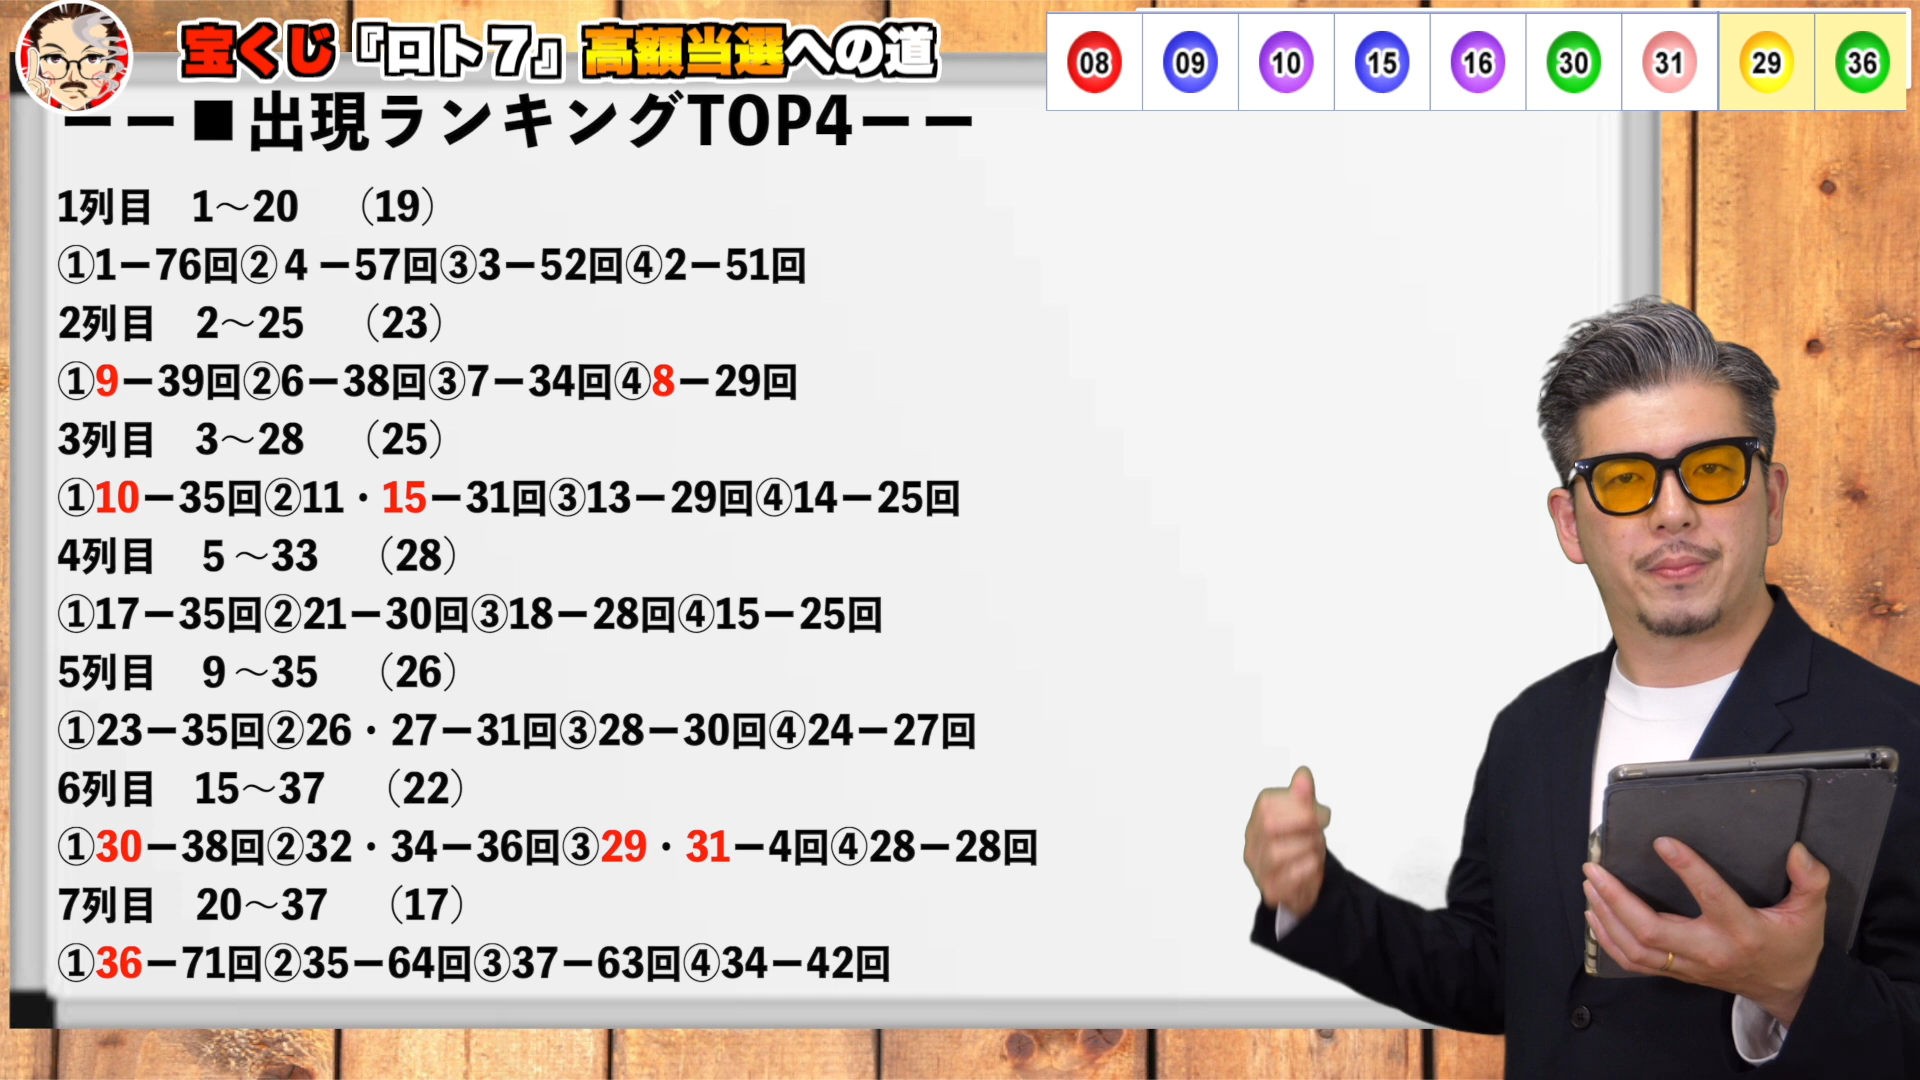 宝くじ『ロト7』高額当選への道
08 09 10 15 16 30 31 29 36
ーー■出現ランキングTOP4ーー
1列目　1～20　（19）
①1ー76回②４ー57回③3ー52回④2ー51回
2列目　2～25　（23）
①9ー39回②6ー38回③7ー34回④8ー29回
3列目　3～28　（25）
①10ー35回②11・15ー31回③13ー29回④14ー25回
4列目　５～33　（28）
①17ー35回②21ー30回③18ー28回④15ー25回
5列目　９～35　（26）
①23ー35回②26・27ー31回③28ー30回④24ー27回
6列目　15～37　（22）
①30ー38回②32・34ー36回③29・31ー4回④28ー28回
7列目　20～37　（17）
①36ー71回②35ー64回③37ー63回④34ー42回